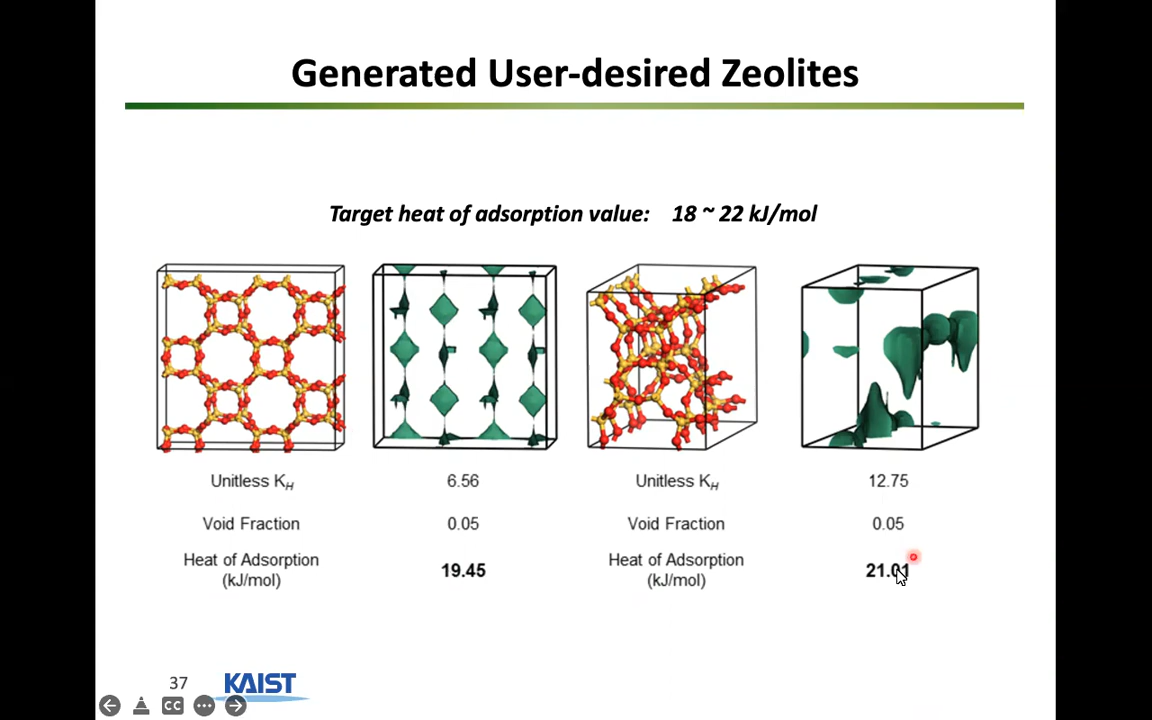 Generated User-desired Zeolites
Target heat of adsorption value: 18 ~ 22 kJ/mol
Unitless K_H 6.56 Unitless K_H 12.75
Void Fraction 0.05 Void Fraction 0.05
Heat of Adsorption Heat of Adsorption
(kJ/mol) 19.45 (kJ/mol) 21.01
37 KAIST
CC